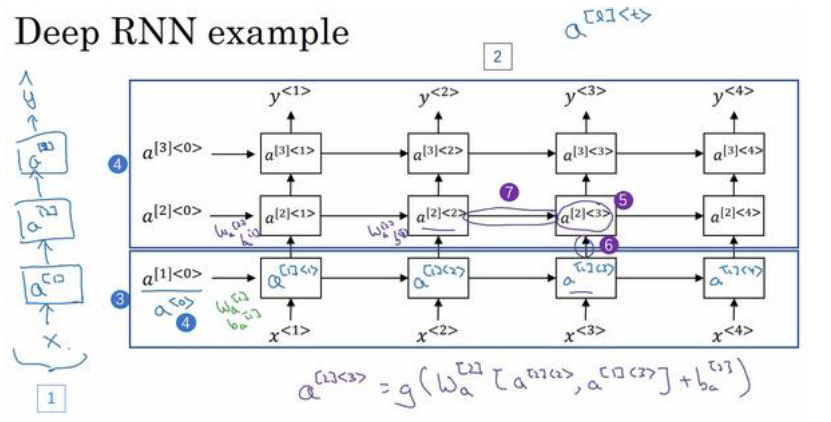 Deep RNN example
a^[l]<t>
2
ŷ
y^<1> y^<2> y^<3> y^<4>
a^[3]
4 a^[3]<0> a^[3]<1> a^[3]<2> a^[3]<3> a^[3]<4>
7
5
a^[2]
a^[2]<0> a^[2]<1> a^[2]<2> a^[2]<3> a^[2]<4>
W_a^[2] b_a^[2] W_a^[2] b_a^[2]
6
a^[1]
3 a^[1]<0> a^[1]<1> a^[1]<2> a^[1]<3> a^[1]<4>
a^[0] W_a^[1]
4 b_a^[1]
x. x^<1> x^<2> x^<3> x^<4>
a^[2]<3> = g(W_a^[2] [a^[2]<2>, a^[1]<3>] + b_a^[2])
1